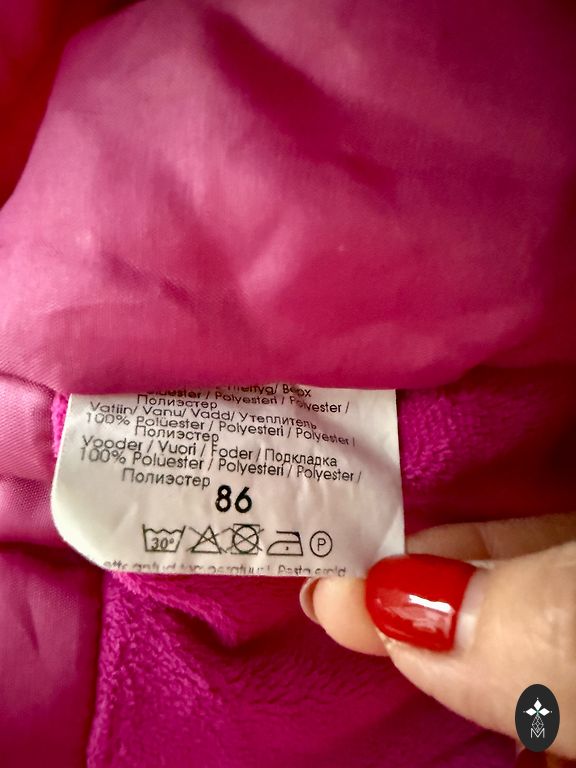 Polüester / Polyesteri / Polyester /
Полиэстер
Vatiin/ Vanu/ Vadd/ Утеплитель
100% Polüester / Polyesteri / Polyester/
Полиэстер
Vooder / Vuori / Foder / Подкладка
100% Polüester / Polyesteri / Polyester /
Полиэстер
86
30° P
M